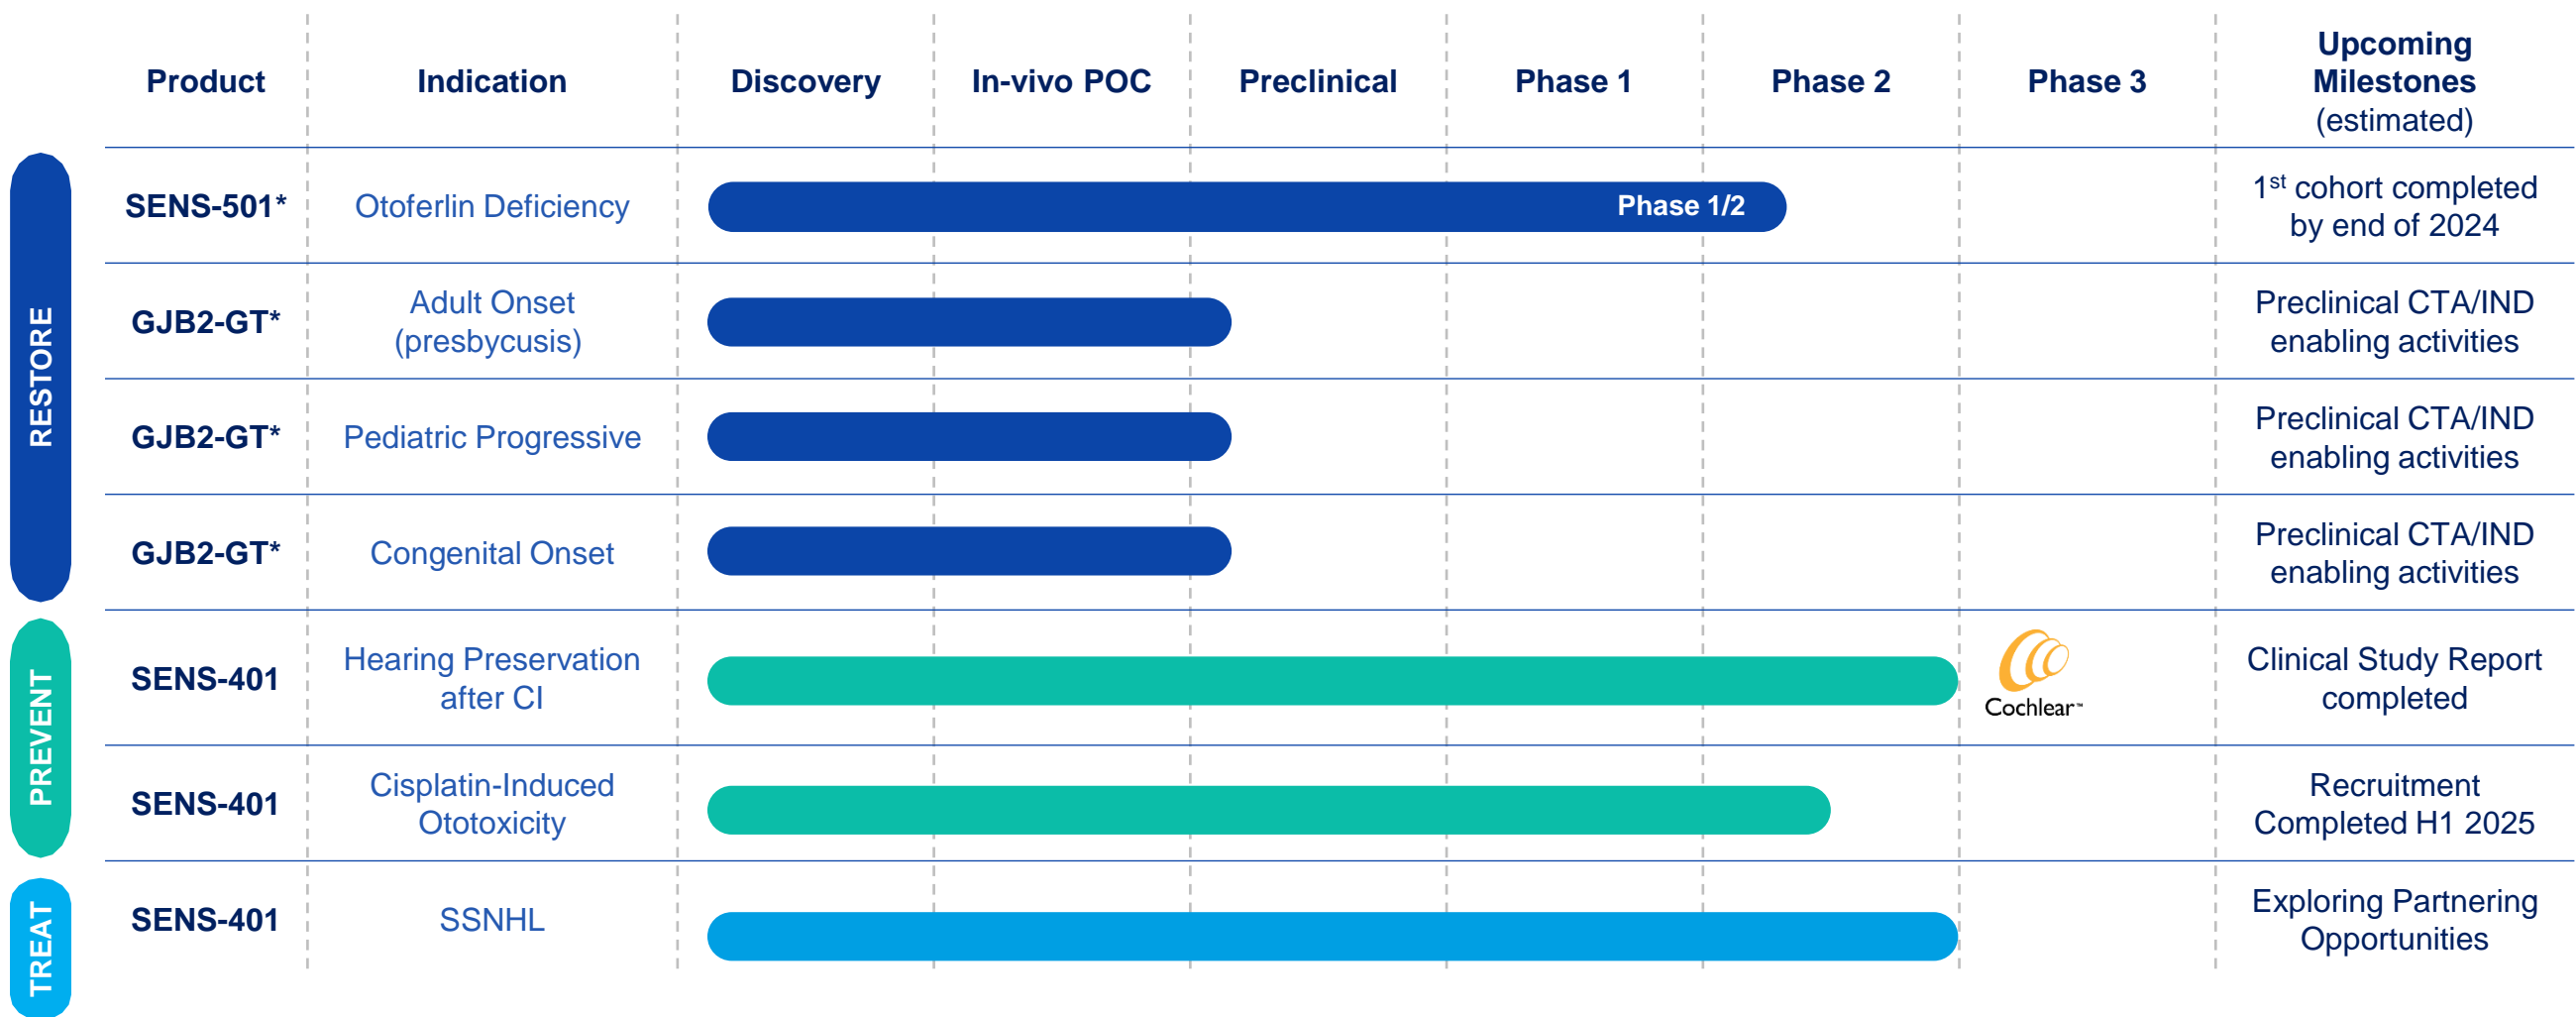 Product
Indication
Discovery
In-vivo POC
Preclinical
Phase 1
Phase 2
Phase 3
Upcoming
Milestones
(estimated)
RESTORE
SENS-501*
Otoferlin Deficiency
Phase 1/2
1st cohort completed
by end of 2024
GJB2-GT*
Adult Onset
(presbycusis)
Preclinical CTA/IND
enabling activities
GJB2-GT*
Pediatric Progressive
Preclinical CTA/IND
enabling activities
GJB2-GT*
Congenital Onset
Preclinical CTA/IND
enabling activities
PREVENT
SENS-401
Hearing Preservation
after CI
Cochlear™
Clinical Study Report
completed
SENS-401
Cisplatin-Induced
Ototoxicity
Recruitment
Completed H1 2025
TREAT
SENS-401
SSNHL
Exploring Partnering
Opportunities